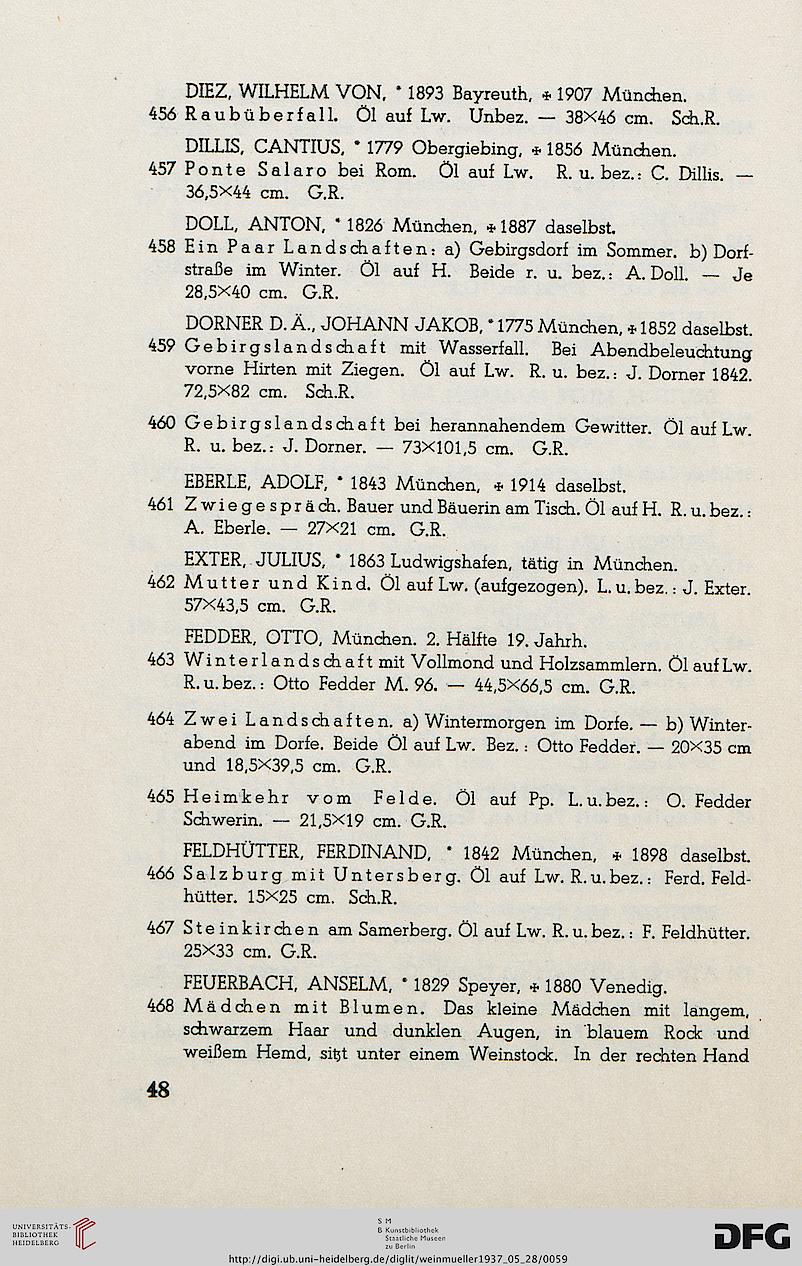 DIEZ, WILHELM VON, * 1893 Bayreuth, ✠ 1907 München.
456 Raubüberfall. Öl auf Lw. Unbez. — 38×46 cm. Sch.R.
DILLIS, CANTIUS, * 1779 Obergiebing, ✠ 1856 München.
457 Ponte Salaro bei Rom. Öl auf Lw. R. u. bez.: C. Dillis. —
36,5×44 cm. G.R.
DOLL, ANTON, * 1826 München, ✠ 1887 daselbst.
458 Ein Paar Landschaften: a) Gebirgsdorf im Sommer. b) Dorf-
straße im Winter. Öl auf H. Beide r. u. bez.: A. Doll. — Je
28,5×40 cm. G.R.
DORNER D. Ä., JOHANN JAKOB, * 1775 München, ✠ 1852 daselbst.
459 Gebirgslandschaft mit Wasserfall. Bei Abendbeleuchtung
vorne Hirten mit Ziegen. Öl auf Lw. R. u. bez.: J. Dorner 1842.
72,5×82 cm. Sch.R.
460 Gebirgslandschaft bei herannahendem Gewitter. Öl auf Lw.
R. u. bez.: J. Dorner. — 73×101,5 cm. G.R.
EBERLE, ADOLF, * 1843 München, ✠ 1914 daselbst.
461 Zwiegespräch. Bauer und Bäuerin am Tisch. Öl auf H. R. u. bez.:
A. Eberle. — 27×21 cm. G.R.
EXTER, JULIUS, * 1863 Ludwigshafen, tätig in München.
462 Mutter und Kind. Öl auf Lw. (aufgezogen). L. u. bez.: J. Exter.
57×43,5 cm. G.R.
FEDDER, OTTO, München. 2. Hälfte 19. Jahrh.
463 Winterlandschaft mit Vollmond und Holzsammlern. Öl auf Lw.
R. u. bez.: Otto Fedder M. 96. — 44,5×66,5 cm. G.R.
464 Zwei Landschaften. a) Wintermorgen im Dorfe. — b) Winter-
abend im Dorfe. Beide Öl auf Lw. Bez.: Otto Fedder. — 20×35 cm
und 18,5×39,5 cm. G.R.
465 Heimkehr vom Felde. Öl auf Pp. L. u. bez.: O. Fedder
Schwerin. — 21,5×19 cm. G.R.
FELDHÜTTER, FERDINAND, * 1842 München, ✠ 1898 daselbst.
466 Salzburg mit Untersberg. Öl auf Lw. R. u. bez.: Ferd. Feld-
hütter. 15×25 cm. Sch.R.
467 Steinkirchen am Samerberg. Öl auf Lw. R. u. bez.: F. Feldhütter.
25×33 cm. G.R.
FEUERBACH, ANSELM, * 1829 Speyer, ✠ 1880 Venedig.
468 Mädchen mit Blumen. Das kleine Mädchen mit langem,
schwarzem Haar und dunklen Augen, in blauem Rock und
weißem Hemd, sitzt unter einem Weinstock. In der rechten Hand
48
UNIVERSITÄTS-
BIBLIOTHEK
HEIDELBERG
S M
B Kunstbibliothek
Staatliche Museen
zu Berlin
DFG
http://digi.ub.uni-heidelberg.de/diglit/weinmueller1937_05_28/0059